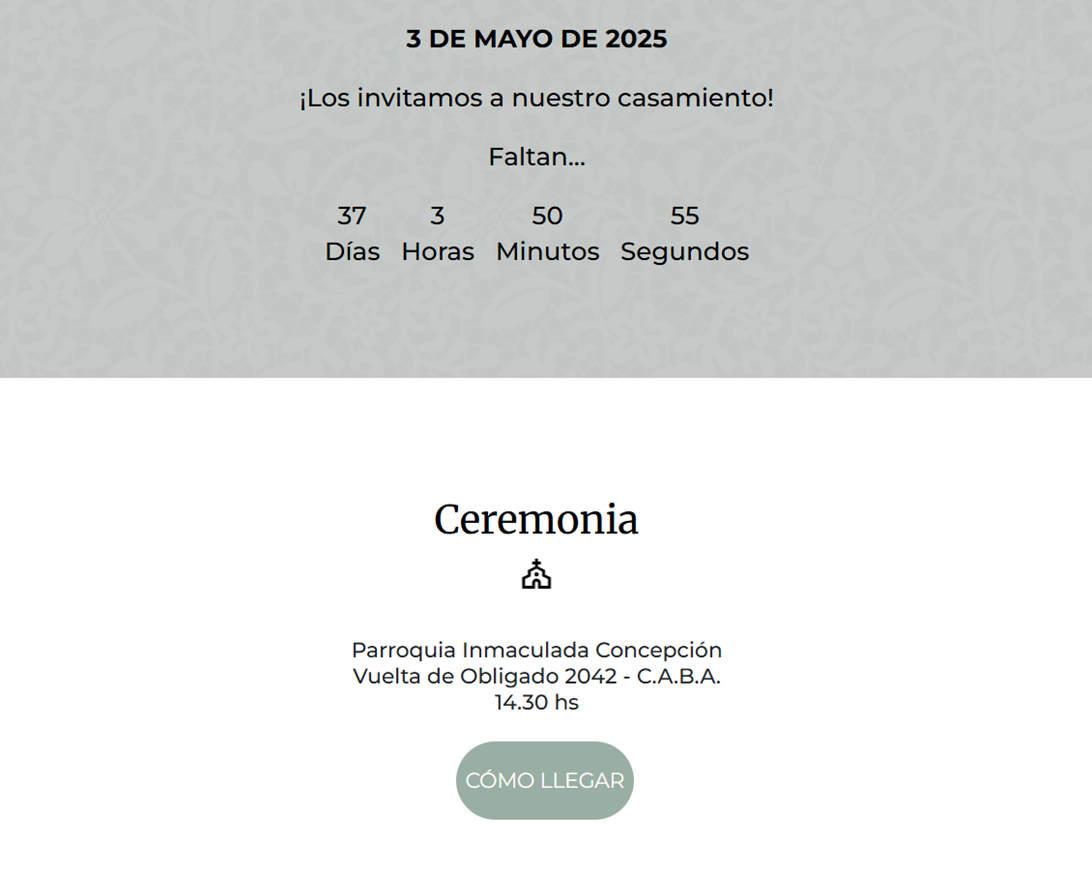 3 DE MAYO DE 2025
¡Los invitamos a nuestro casamiento!
Faltan...
37 3 50 55
Días Horas Minutos Segundos
Ceremonia
Parroquia Inmaculada Concepción
Vuelta de Obligado 2042 - C.A.B.A.
14.30 hs
CÓMO LLEGAR